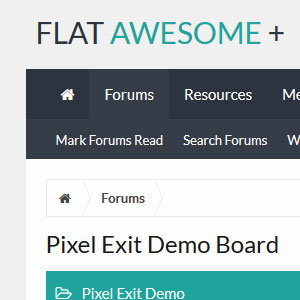 FLAT AWESOME +
Forums Resources Me
Mark Forums Read Search Forums W
Forums
Pixel Exit Demo Board
Pixel Exit Demo